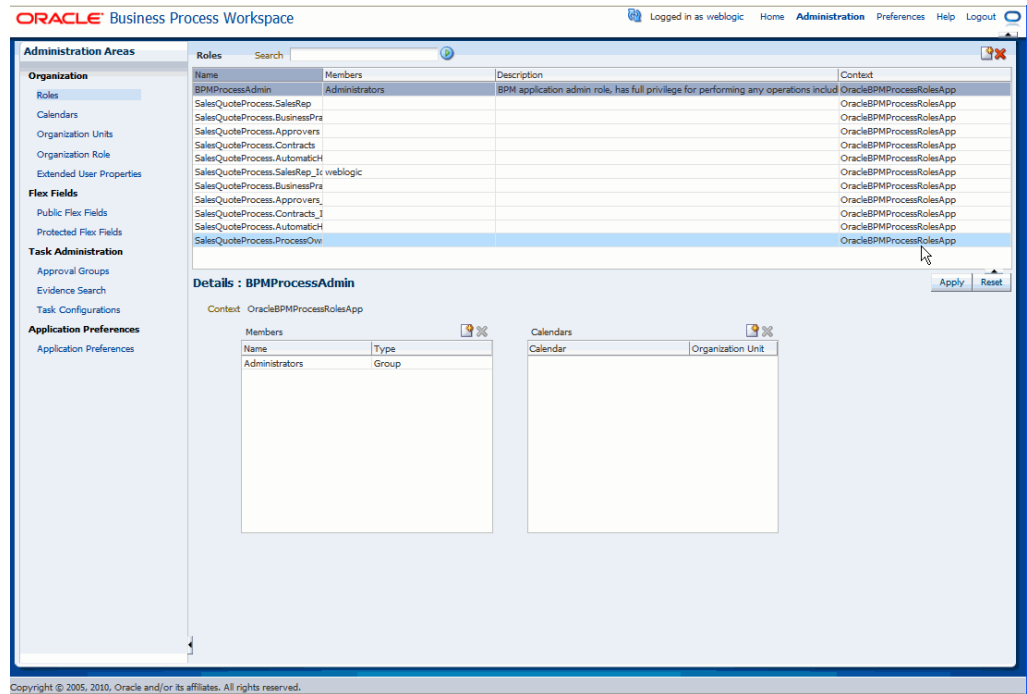 ORACLE Business Process Workspace
Logged in as weblogic Home Administration Preferences Help Logout
Administration Areas
Organization
Roles
Calendars
Organization Units
Organization Role
Extended User Properties
Flex Fields
Public Flex Fields
Protected Flex Fields
Task Administration
Approval Groups
Evidence Search
Task Configurations
Application Preferences
Application Preferences
Roles Search
Name Members Description Context
BPMProcessAdmin Administrators BPM application admin role, has full privilege for performing any operations includ OracleBPMProcessRolesApp
SalesQuoteProcess.SalesRep OracleBPMProcessRolesApp
SalesQuoteProcess.BusinessPra OracleBPMProcessRolesApp
SalesQuoteProcess.Approvers OracleBPMProcessRolesApp
SalesQuoteProcess.Contracts OracleBPMProcessRolesApp
SalesQuoteProcess.AutomaticH OracleBPMProcessRolesApp
SalesQuoteProcess.SalesRep_Ic weblogic OracleBPMProcessRolesApp
SalesQuoteProcess.BusinessPra OracleBPMProcessRolesApp
SalesQuoteProcess.Approvers_ OracleBPMProcessRolesApp
SalesQuoteProcess.Contracts_I OracleBPMProcessRolesApp
SalesQuoteProcess.AutomaticH OracleBPMProcessRolesApp
SalesQuoteProcess.ProcessOw OracleBPMProcessRolesApp
Details : BPMProcessAdmin
Apply Reset
Context OracleBPMProcessRolesApp
Members
Name Type
Administrators Group
Calendars
Calendar Organization Unit
Copyright © 2005, 2010, Oracle and/or its affiliates. All rights reserved.